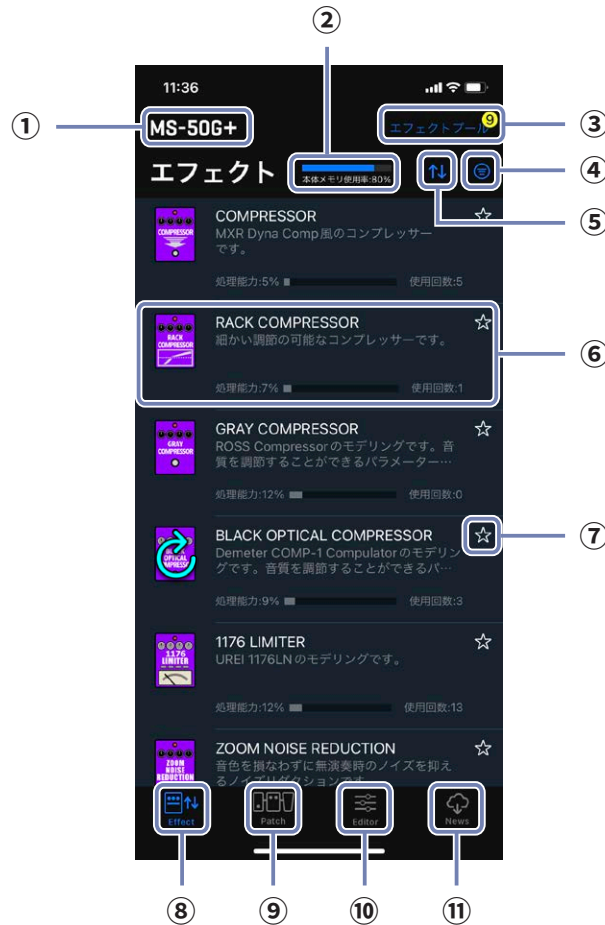 ②
11:36
① MS-50G+
9
エフェクトプール ③
エフェクト
本体メモリ使用率:80%
④
⑤
COMPRESSOR
COMPRESSOR
MXR Dyna Comp風のコンプレッサー
です。
処理能力:5% 使用回数:5
RACK
COMPRESSOR
RACK COMPRESSOR
細かい調節の可能なコンプレッサーです。
⑥
処理能力:7% 使用回数:1
GRAY
COMPRESSOR
GRAY COMPRESSOR
ROSS Compressorのモデリングです。音
質を調節することができるパラメーター…
処理能力:12% 使用回数:0
BLACK OPTICAL COMPRESSOR
⑦
Demeter COMP-1 Compulatorのモデリン
グです。音質を調節することができるパ…
処理能力:9% 使用回数:3
1176
LIMITER
1176 LIMITER
UREI 1176LNのモデリングです。
処理能力:12% 使用回数:13
ZOOM
NOISE
REDUCTION
ZOOM NOISE REDUCTION
音色を損なわずに無演奏時のノイズを抑え
るノイズリダクションです。
Effect Patch Editor News
⑧ ⑨ ⑩ ⑪